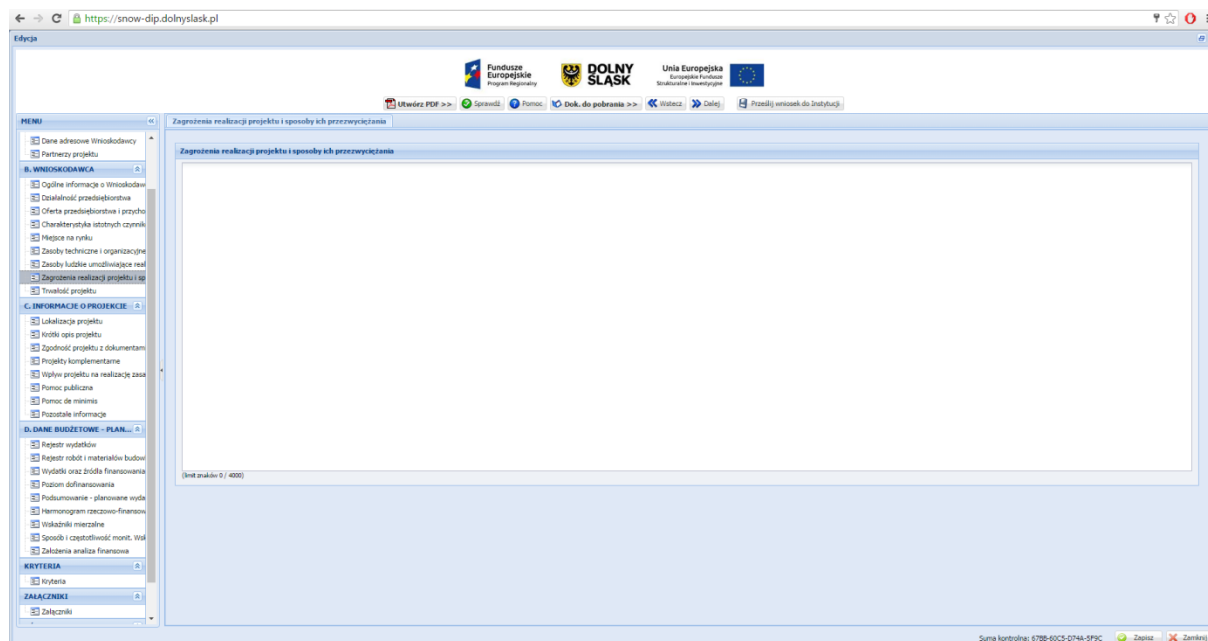 https://snow-dip.dolnyslask.pl
Edycja
Fundusze
Europejskie
Program Regionalny
DOLNY
ŚLĄSK
Unia Europejska
Europejskie Fundusze
Strukturalne i Inwestycyjne
Utwórz PDF >> Sprawdź Pomoc Dok. do pobrania >> Wstecz Dalej Prześlij wniosek do Instytucji
MENU
Dane adresowe Wnioskodawcy
Partnerzy projektu
B. WNIOSKODAWCA
Ogólne informacje o Wnioskodaw
Działalność przedsiębiorstwa
Oferta przedsiębiorstwa i przycho
Charakterystyka istotnych czynnik
Miejsce na rynku
Zasoby techniczne i organizacyjne
Zasoby ludzkie umożliwiające real
Zagrożenia realizacji projektu i sp
Trwałość projektu
C. INFORMACJE O PROJEKCIE
Lokalizacja projektu
Krótki opis projektu
Zgodność projektu z dokumentam
Projekty komplementarne
Wpływ projektu na realizację zasa
Pomoc publiczna
Pomoc de minimis
Pozostałe informacje
D. DANE BUDŻETOWE – PLAN...
Rejestr wydatków
Rejestr robót i materiałów budow
Wydatki oraz źródła finansowania
Poziom dofinansowania
Podsumowanie - planowane wyda
Harmonogram rzeczowo-finansow
Wskaźniki mierzalne
Sposób i częstotliwość monit. Wsk
Założenia analiza finansowa
KRYTERIA
Kryteria
ZAŁĄCZNIKI
Załączniki
Zagrożenia realizacji projektu i sposoby ich przezwyciężania
Zagrożenia realizacji projektu i sposoby ich przezwyciężania
(limit znaków 0 / 4000)
Suma kontrolna: 67BB-60C5-D74A-5F9C Zapisz Zamknij